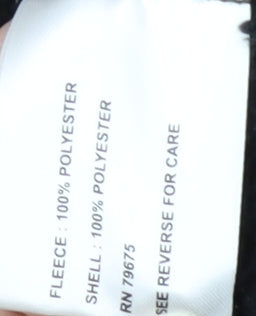 FLEECE : 100% POLYESTER
SHELL : 100% POLYESTER
RN 79675
SEE REVERSE FOR CARE